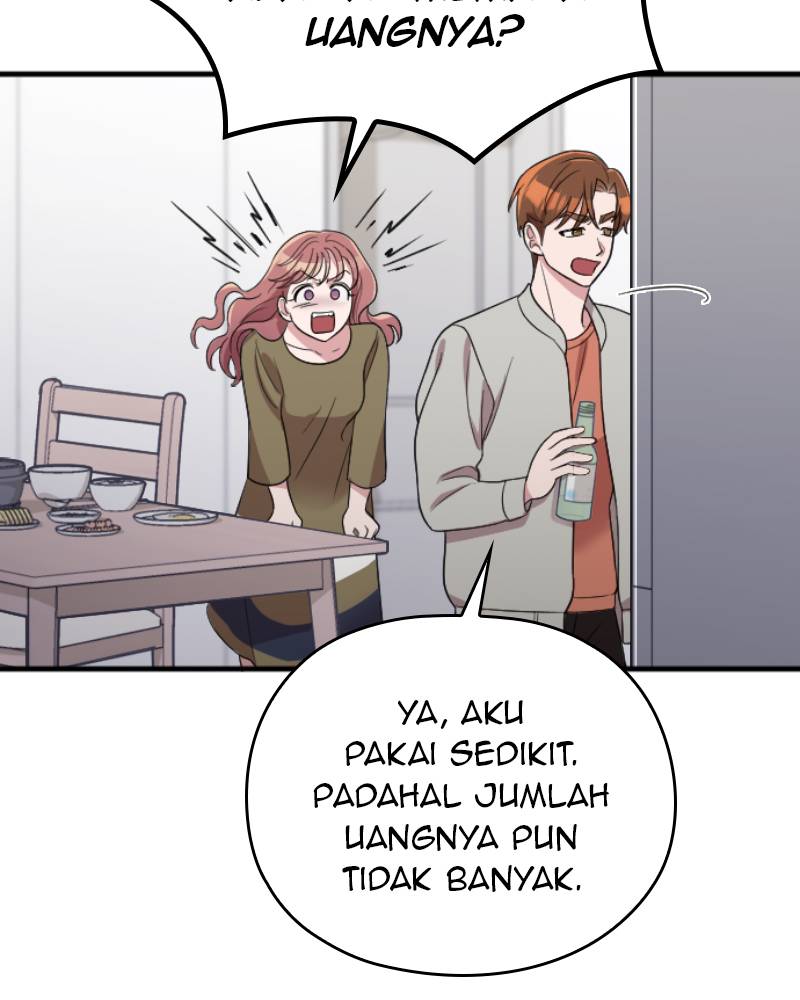 UANGNYA?
YA, AKU
PAKAI SEDIKIT.
PADAHAL JUMLAH
UANGNYA PUN
TIDAK BANYAK.